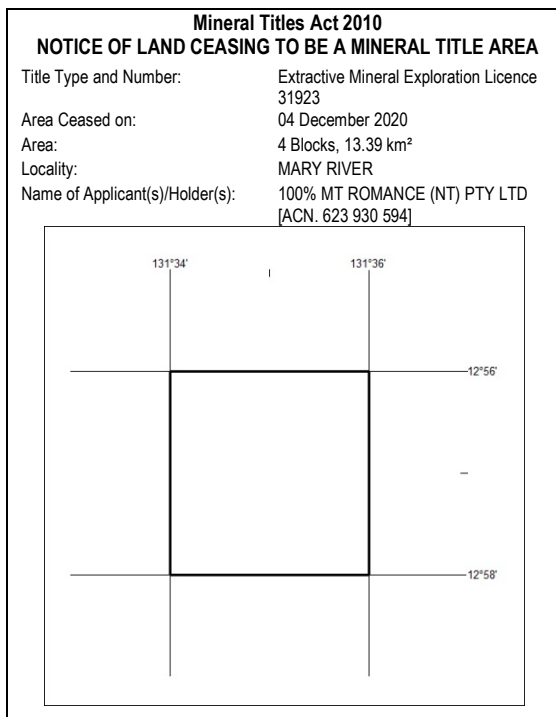 Mineral Titles Act 2010
NOTICE OF LAND CEASING TO BE A MINERAL TITLE AREA
Title Type and Number: Extractive Mineral Exploration Licence
31923
Area Ceased on: 04 December 2020
Area: 4 Blocks, 13.39 km²
Locality: MARY RIVER
Name of Applicant(s)/Holder(s): 100% MT ROMANCE (NT) PTY LTD
[ACN. 623 930 594]
131°34' 131°36'
12°56'
12°58'